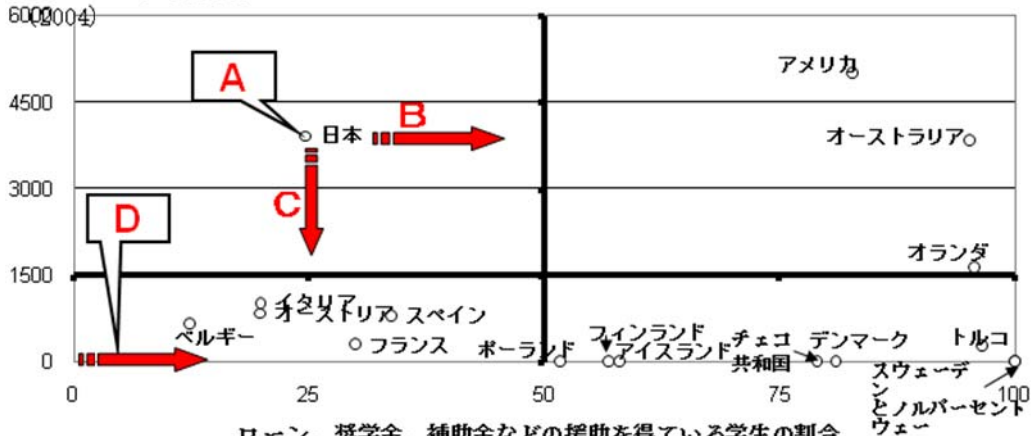 (2004)
6000
アメリカ
A
4500
B
日本
オーストラリア
3000
C
D
オランダ
1500
イタリア
オーストリア
スペイン
ベルギー
フランス
フィンランド
ポーランド
アイスランド
チェコ
共和国
デンマーク
トルコ
0
スウェーデ
ン
とノル
ウェー
パーセント
0
25
50
75
100
ローン、奨学金、補助金などの援助を得ている学生の割合